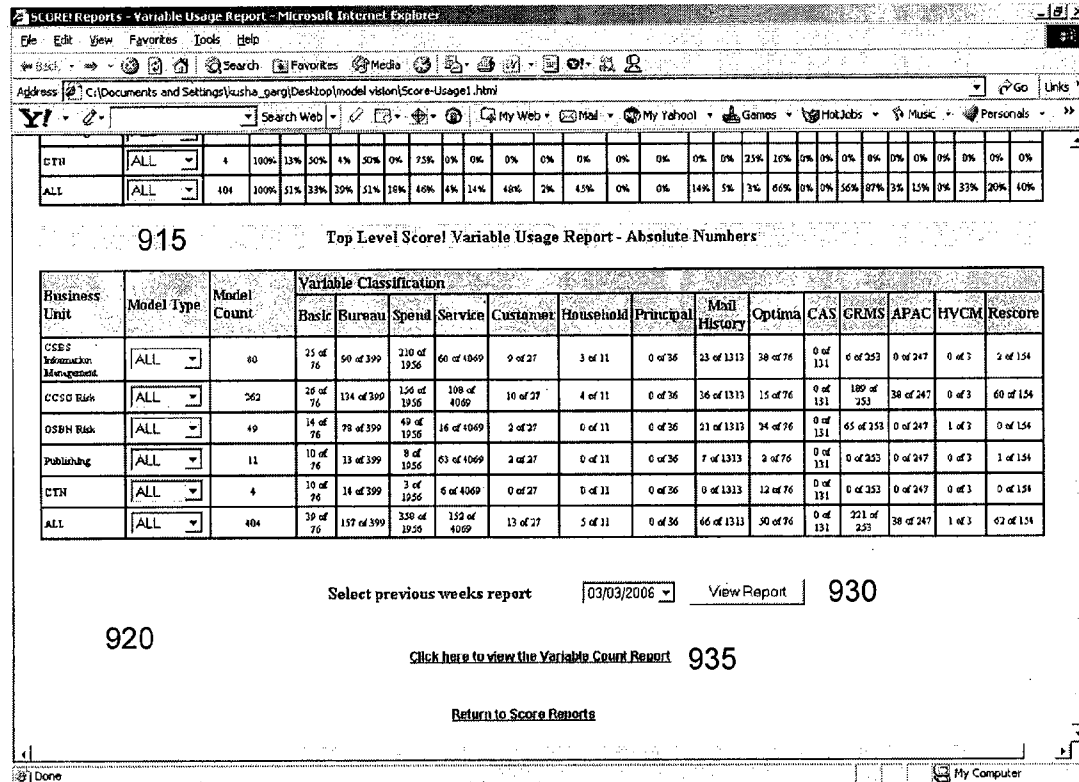 SCORE! Reports - Variable Usage Report - Microsoft Internet Explorer
File Edit View Favorites Tools Help
Back Search Favorites Media
Address C:\Documents and Settings\kusha_garg\Desktop\model vision\Score-Usage1.html Go Links
Y! Search Web My Web Mail My Yahoo! Games HotJobs Music Personals
CTN ALL 4 100% 13% 50% 4% 50% 0% 75% 0% 0% 0% 0% 0% 0% 0% 0% 0% 25% 16% 0% 0% 0% 0% 0% 0% 0% 0% 0% 0%
ALL ALL 404 100% 51% 33% 39% 51% 18% 46% 4% 14% 48% 2% 45% 0% 0% 14% 5% 3% 66% 0% 0% 56% 87% 3% 15% 0% 33% 20% 40%
915 Top Level Score! Variable Usage Report - Absolute Numbers
Business Unit Model Type Model Count Variable Classification
Basic Bureau Spend Service Customer Household Principal Mail History Optima CAS GRMS APAC HVCM Rescore
CSES Information Management ALL 80 25 of 76 90 of 399 210 of 1956 60 of 4069 9 of 27 3 of 11 0 of 36 23 of 1313 38 of 76 0 of 131 6 of 253 0 of 247 0 of 3 2 of 154
CCSG Risk ALL 262 26 of 76 134 of 399 156 of 1956 108 of 4069 10 of 27 4 of 11 0 of 36 36 of 1313 15 of 76 0 of 131 189 of 253 38 of 247 0 of 3 60 of 154
OSBN Risk ALL 49 14 of 76 78 of 399 49 of 1956 16 of 4069 2 of 27 0 of 11 0 of 36 21 of 1313 24 of 76 0 of 131 65 of 253 0 of 247 1 of 3 0 of 154
Publishing ALL 11 10 of 76 13 of 399 8 of 1956 63 of 4069 2 of 27 0 of 11 0 of 36 7 of 1313 2 of 76 0 of 131 0 of 253 0 of 247 0 of 3 1 of 154
CTN ALL 4 10 of 76 14 of 399 3 of 1956 6 of 4069 0 of 27 0 of 11 0 of 36 0 of 1313 12 of 76 0 of 131 0 of 253 0 of 247 0 of 3 0 of 154
ALL ALL 404 39 of 76 157 of 399 358 of 1956 152 of 4069 13 of 27 5 of 11 0 of 36 66 of 1313 50 of 76 0 of 131 221 of 253 38 of 247 1 of 3 62 of 154
Select previous weeks report 03/03/2006 View Report 930
920
Click here to view the Variable Count Report 935
Return to Score Reports
Done My Computer